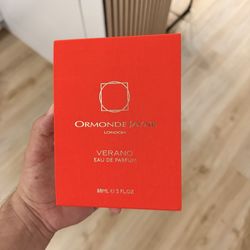 ORMONDE JAYNE
LONDON
VERANO
EAU DE PARFUM
88ML ℮ 3 FL.OZ